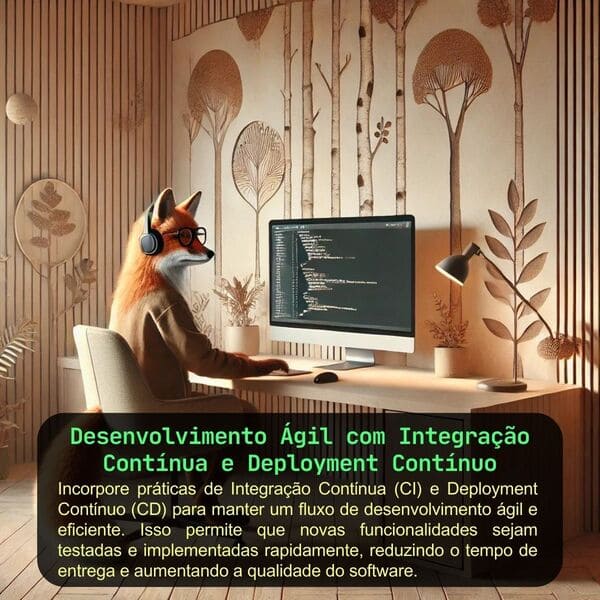 Desenvolvimento Ágil com Integração
Contínua e Deployment Contínuo
Incorpore práticas de Integração Contínua (CI) e Deployment
Contínuo (CD) para manter um fluxo de desenvolvimento ágil e
eficiente. Isso permite que novas funcionalidades sejam
testadas e implementadas rapidamente, reduzindo o tempo de
entrega e aumentando a qualidade do software.